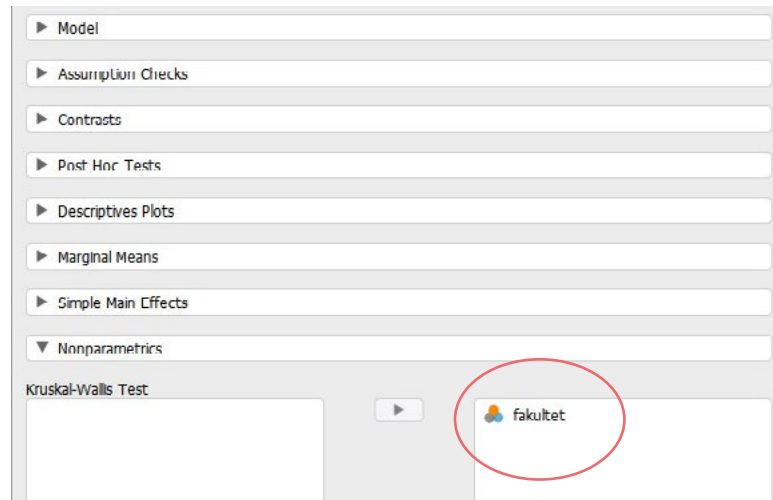 Model
Assumption Checks
Contrasts
Post Hoc Tests
Descriptives Plots
Marginal Means
Simple Main Effects
Nonparametrics
Kruskal-Wallis Test
fakultet